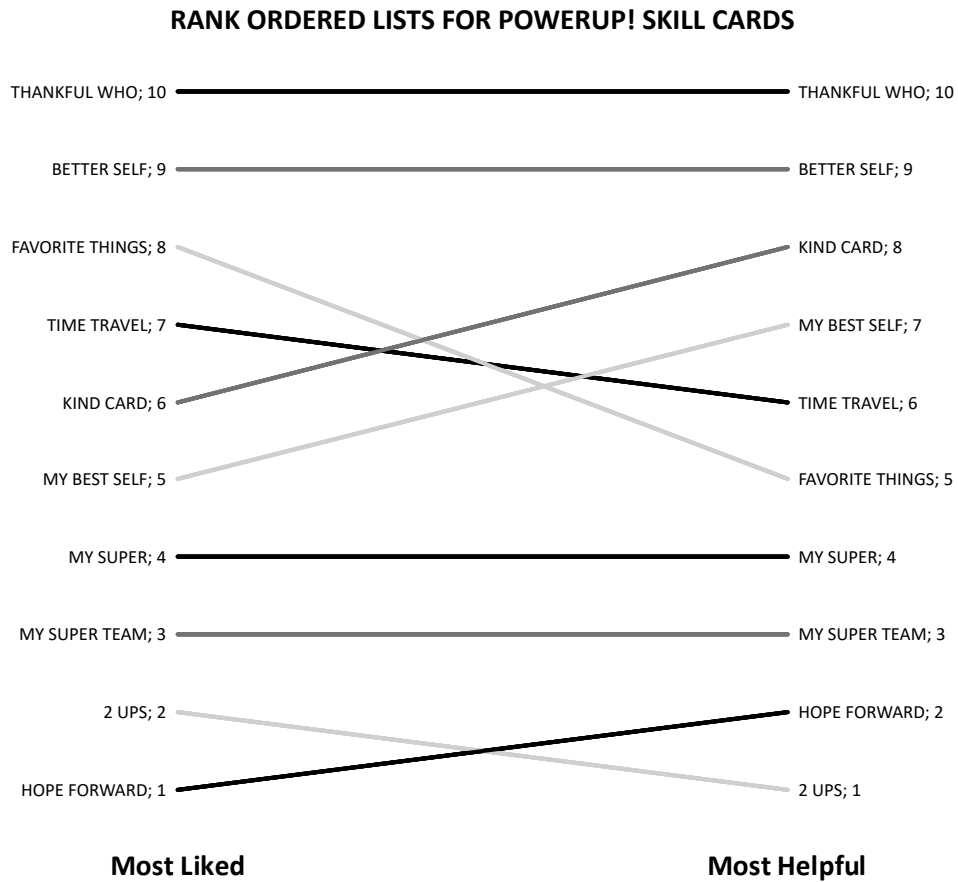 RANK ORDERED LISTS FOR POWERUP! SKILL CARDS
THANKFUL WHO; 10
THANKFUL WHO; 10
BETTER SELF; 9
BETTER SELF; 9
FAVORITE THINGS; 8
KIND CARD; 8
TIME TRAVEL; 7
MY BEST SELF; 7
KIND CARD; 6
TIME TRAVEL; 6
MY BEST SELF; 5
FAVORITE THINGS; 5
MY SUPER; 4
MY SUPER; 4
MY SUPER TEAM; 3
MY SUPER TEAM; 3
2 UPS; 2
HOPE FORWARD; 2
HOPE FORWARD; 1
2 UPS; 1
Most Liked
Most Helpful